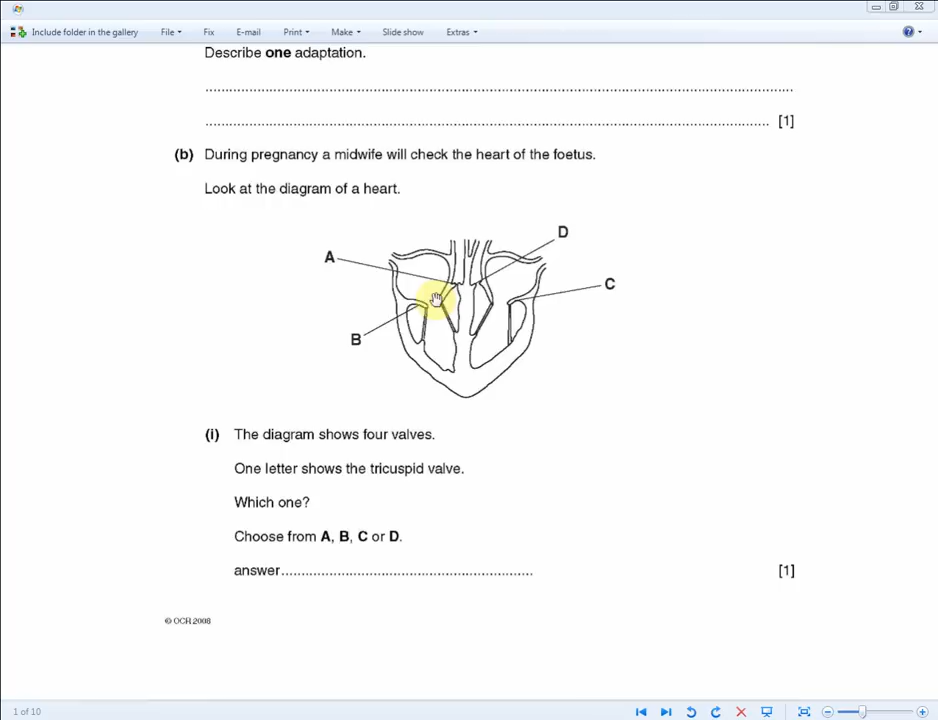 Include folder in the gallery File Fix E-mail Print Make Slide show Extras
Describe one adaptation.
[1]
(b) During pregnancy a midwife will check the heart of the foetus.
Look at the diagram of a heart.
D
A
C
B
(i) The diagram shows four valves.
One letter shows the tricuspid valve.
Which one?
Choose from A, B, C or D.
answer.......................................................... [1]
© OCR 2008
1 of 10